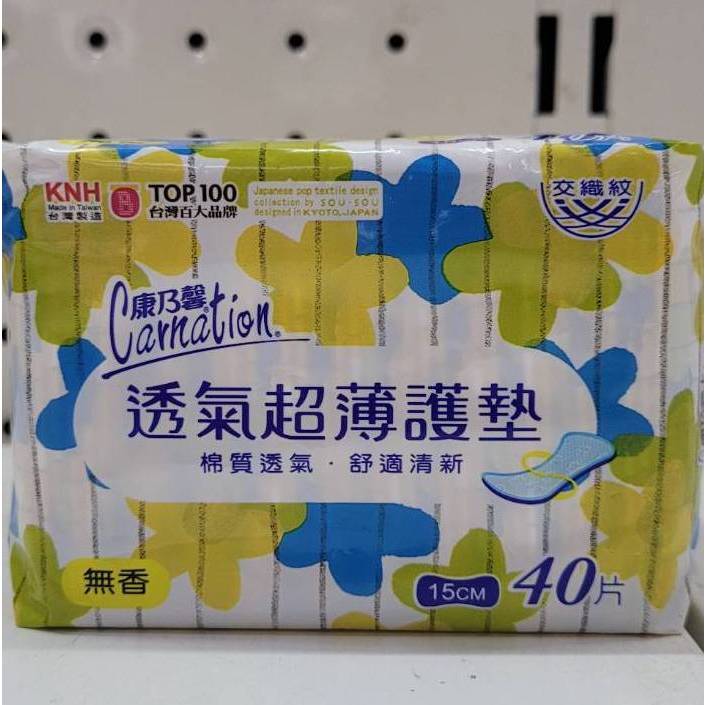 KNH
Made in Taiwan
台灣製造
TOP 100
台灣百大品牌
Japanese pop textile design
collection by SOU・SOU
designed in KYOTO, JAPAN
交織紋
康乃馨
Carnation®
透氣超薄護墊
棉質透氣・舒適清新
無香
15CM
40片